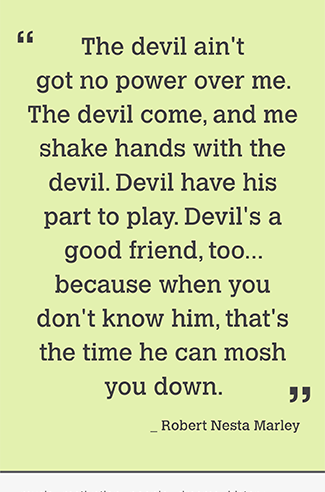 “ The devil ain't
got no power over me.
The devil come, and me
shake hands with the
devil. Devil have his
part to play. Devil's a
good friend, too...
because when you
don't know him, that's
the time he can mosh
you down. ”
_ Robert Nesta Marley